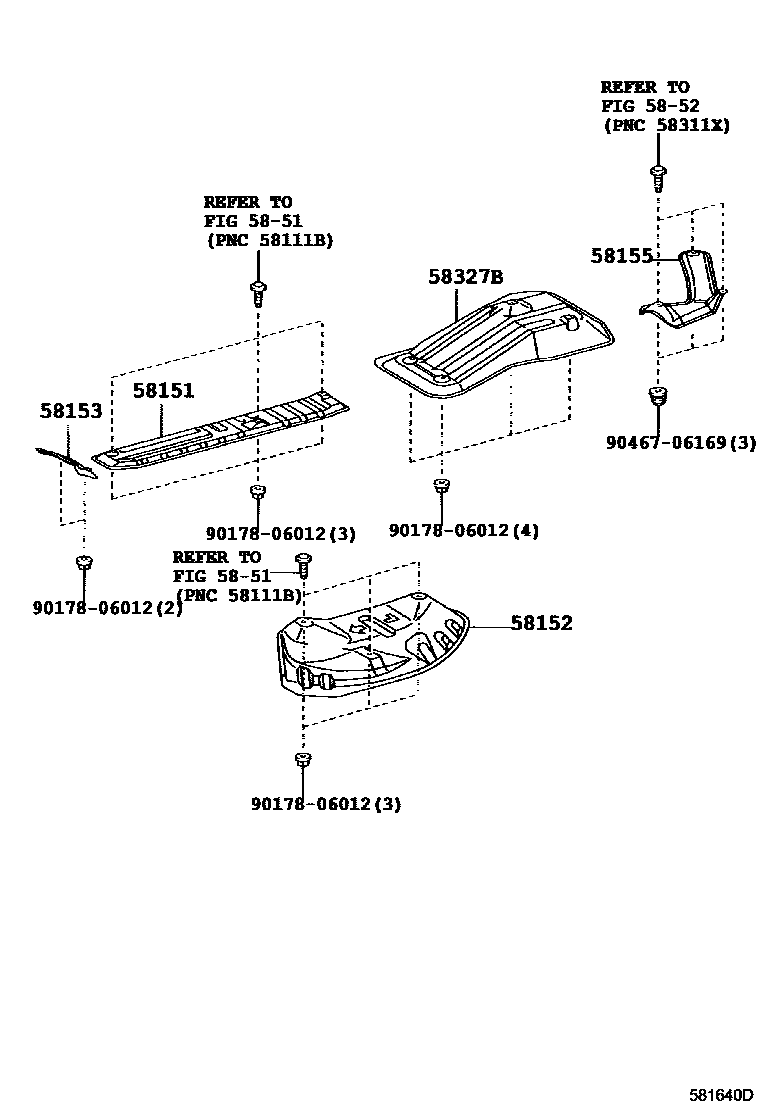 REFER TO
FIG 58-52
(PNC 58311X)
REFER TO
FIG 58-51
(PNC 58111B)
58155
58327B
58151
58153
90467-06169(3)
90178-06012(3)
90178-06012(4)
REFER TO
FIG 58-51
(PNC 58111B)
90178-06012(2)
58152
90178-06012(3)
581640D